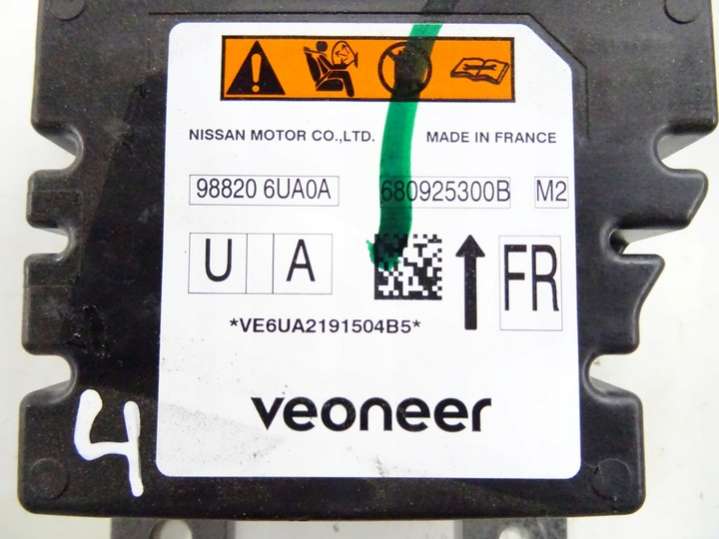 NISSAN MOTOR CO.,LTD. MADE IN FRANCE
98820 6UA0A 680925300B M2
U A FR
*VE6UA2191504B5*
veoneer
4